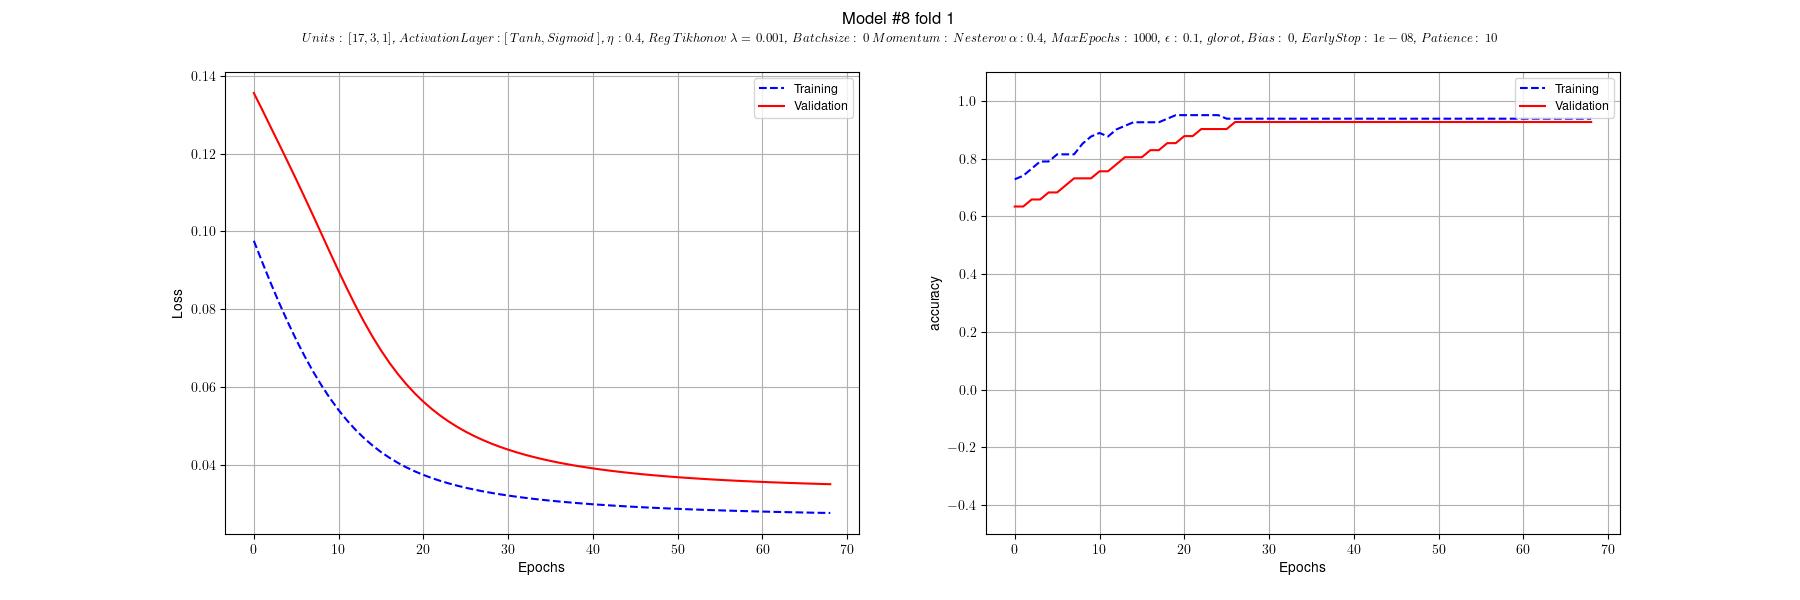 Model #8 fold 1
Units : [17, 3, 1], ActivationLayer : [ Tanh, Sigmoid ], η : 0.4, Reg Tikhonov λ = 0.001, Batchsize : 0 Momentum : Nesterov α : 0.4, MaxEpochs : 1000, ϵ : 0.1, glorot, Bias : 0, EarlyStop : 1e − 08, Patience : 10
0.14
0.12
0.10
0.08
0.06
0.04
Loss
Training
Validation
0 10 20 30 40 50 60 70
Epochs
1.0
0.8
0.6
0.4
0.2
0.0
−0.2
−0.4
accuracy
Training
Validation
0 10 20 30 40 50 60 70
Epochs